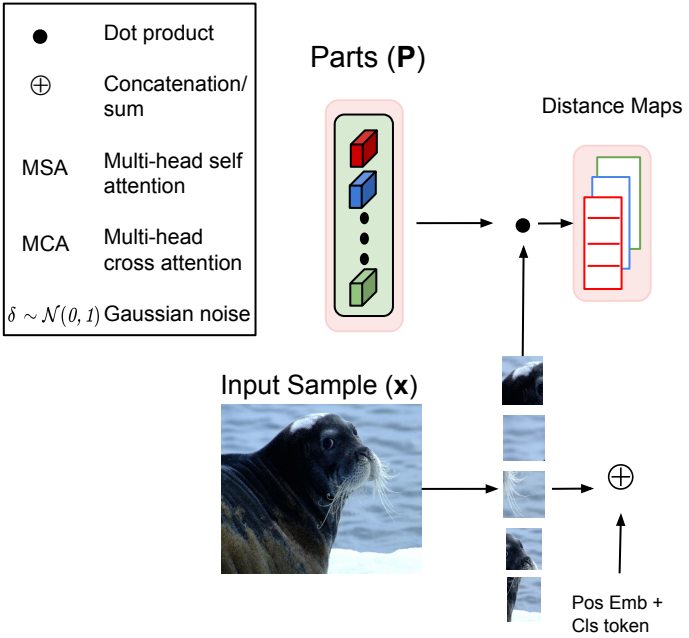 Dot product
Concatenation/
sum
MSA Multi-head self
attention
MCA Multi-head
cross attention
δ ∼ 𝒩(0, 1) Gaussian noise
Parts (P)
Distance Maps
Input Sample (x)
Pos Emb +
Cls token